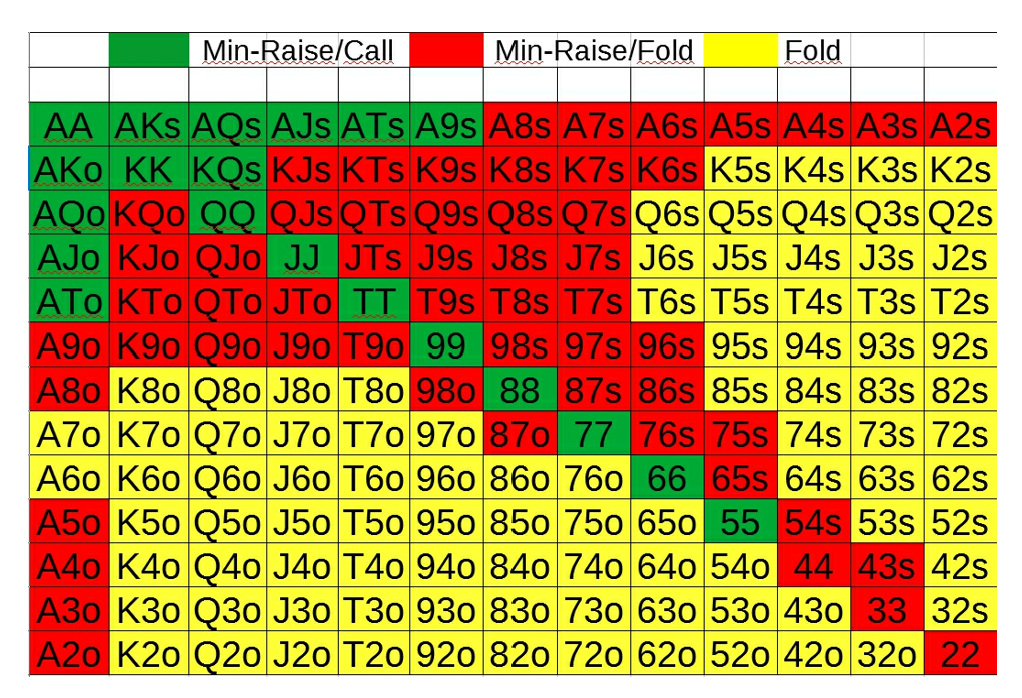 Min-Raise/Call Min-Raise/Fold Fold
AA AKs AQs AJs ATs A9s A8s A7s A6s A5s A4s A3s A2s
AKo KK KQs KJs KTs K9s K8s K7s K6s K5s K4s K3s K2s
AQo KQo QQ QJs QTs Q9s Q8s Q7s Q6s Q5s Q4s Q3s Q2s
AJo KJo QJo JJ JTs J9s J8s J7s J6s J5s J4s J3s J2s
ATo KTo QTo JTo TT T9s T8s T7s T6s T5s T4s T3s T2s
A9o K9o Q9o J9o T9o 99 98s 97s 96s 95s 94s 93s 92s
A8o K8o Q8o J8o T8o 98o 88 87s 86s 85s 84s 83s 82s
A7o K7o Q7o J7o T7o 97o 87o 77 76s 75s 74s 73s 72s
A6o K6o Q6o J6o T6o 96o 86o 76o 66 65s 64s 63s 62s
A5o K5o Q5o J5o T5o 95o 85o 75o 65o 55 54s 53s 52s
A4o K4o Q4o J4o T4o 94o 84o 74o 64o 54o 44 43s 42s
A3o K3o Q3o J3o T3o 93o 83o 73o 63o 53o 43o 33 32s
A2o K2o Q2o J2o T2o 92o 82o 72o 62o 52o 42o 32o 22